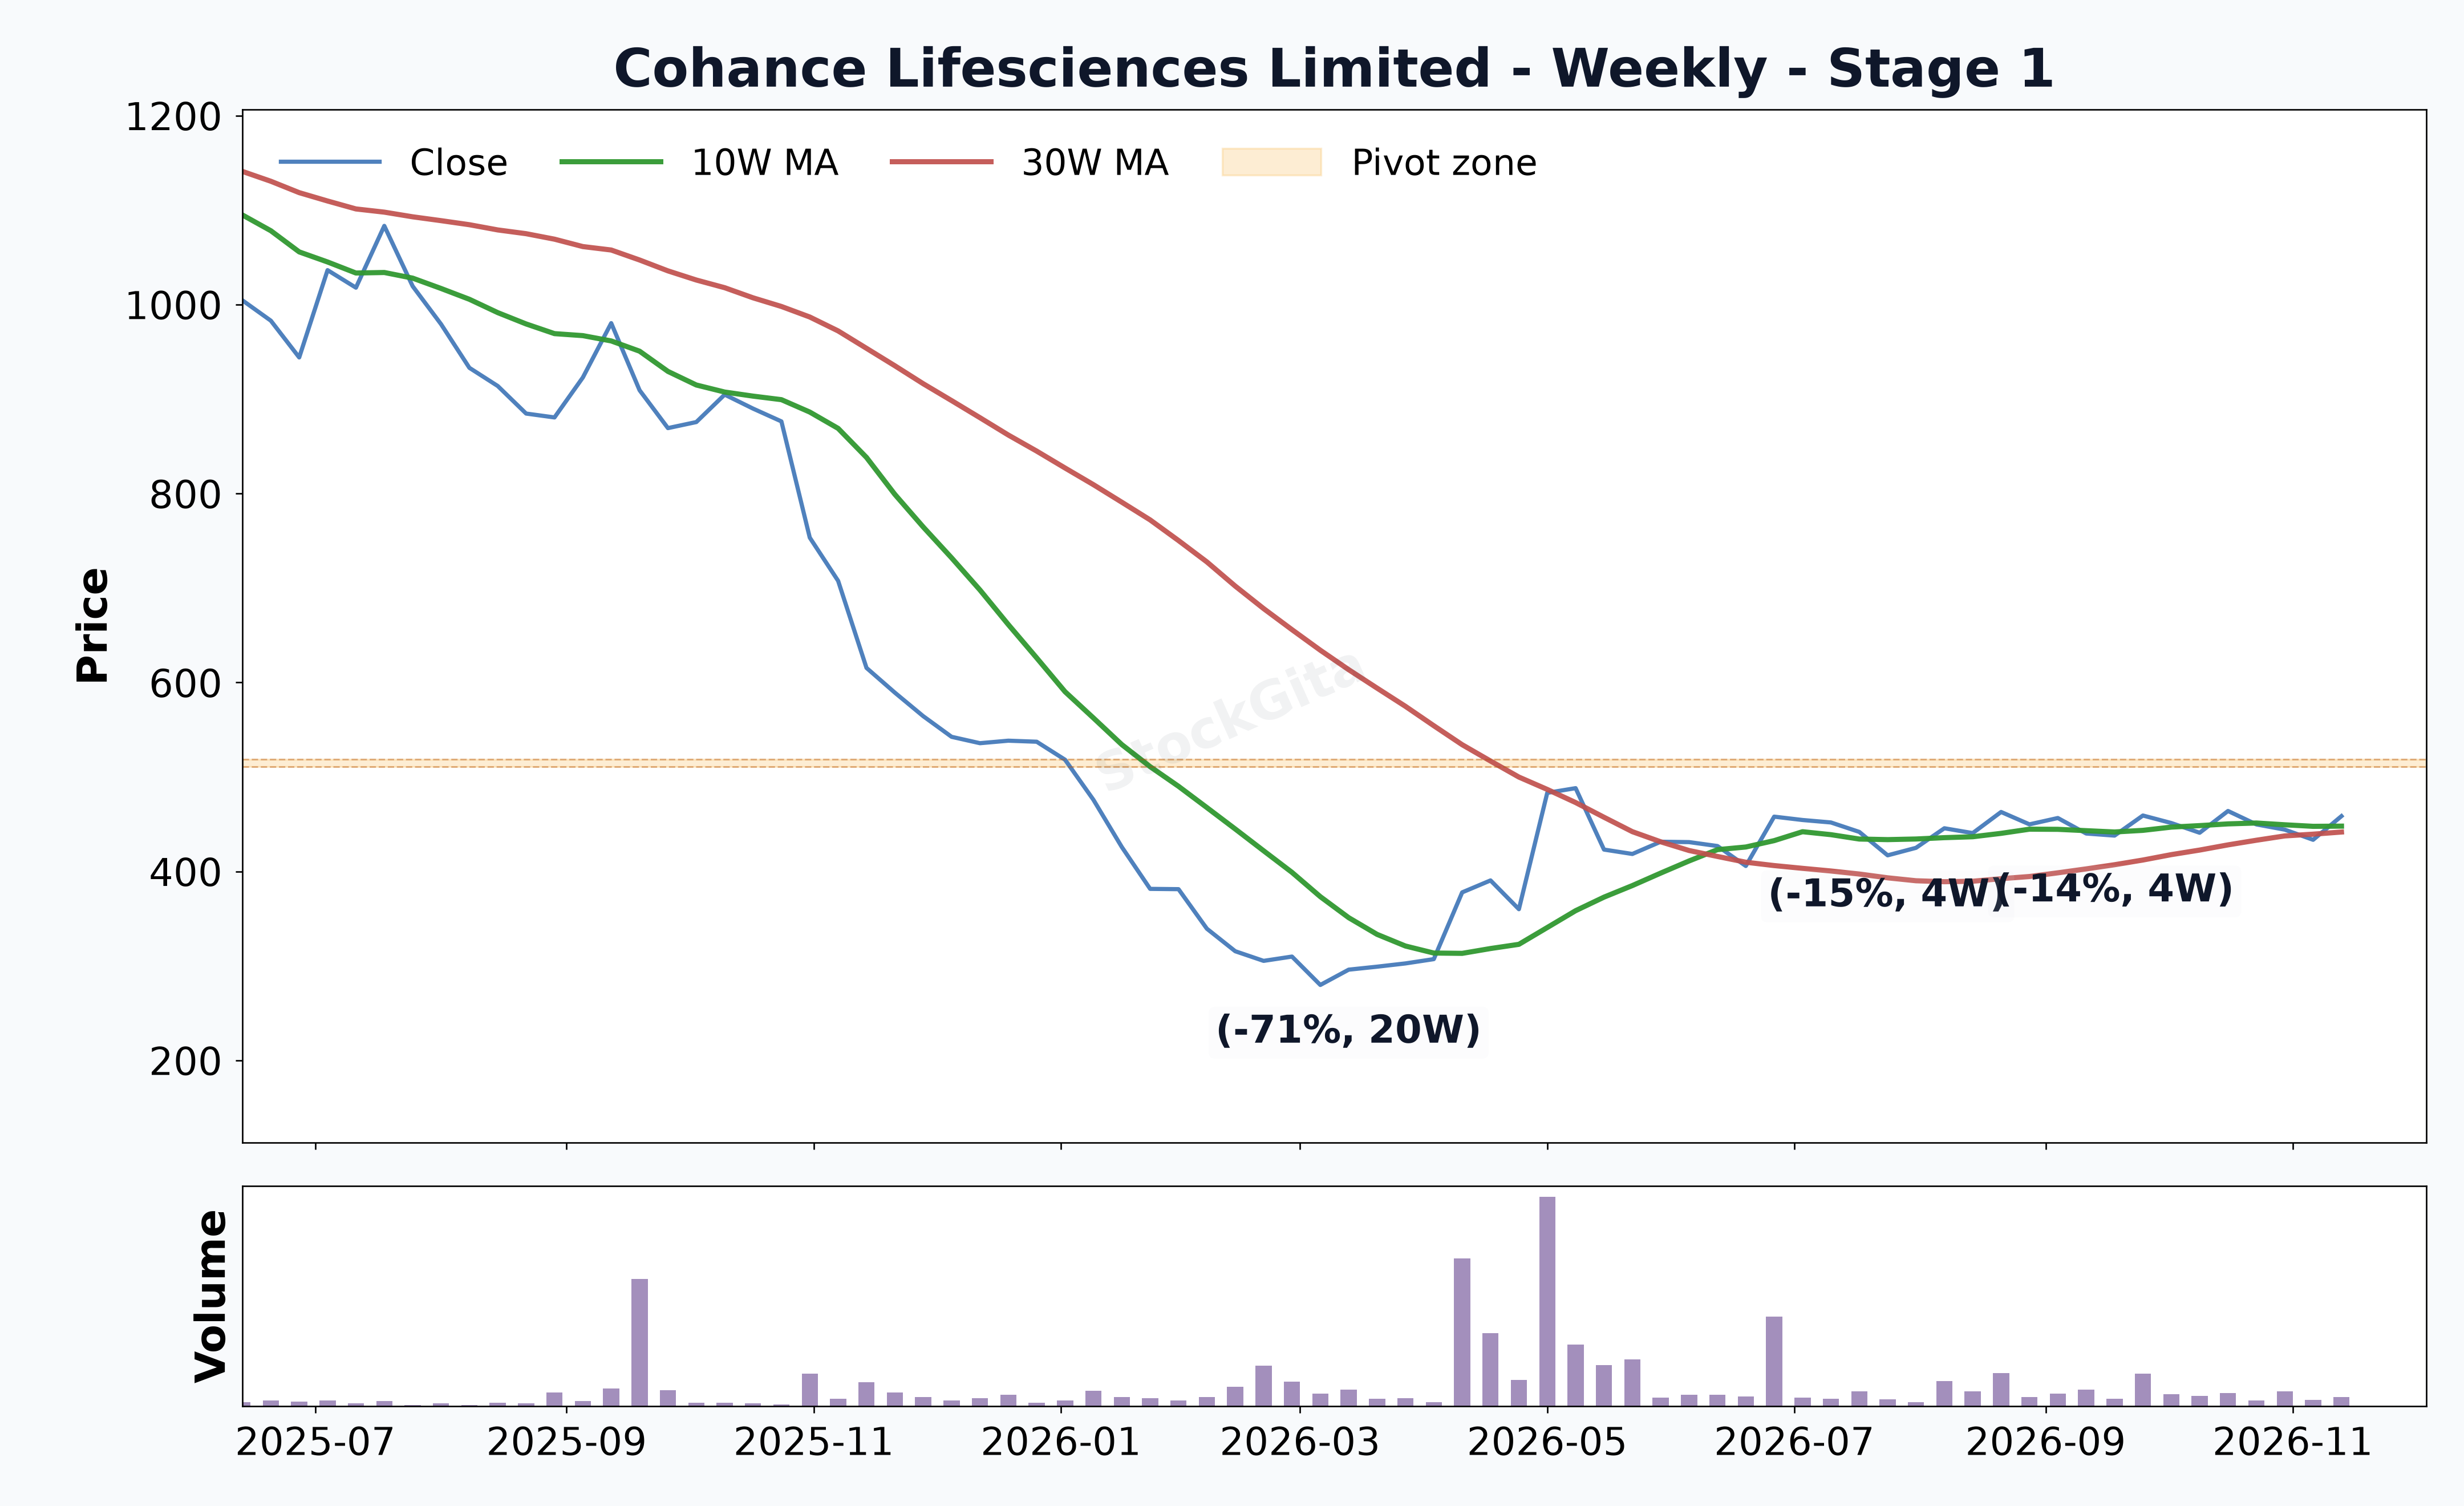 Cohance Lifesciences Limited - Weekly - Stage 1
Close 10W MA 30W MA Pivot zone
1200
1000
800
600
400
200
Price
StockGita
(-71%, 20W)
(-15%, 4W)
(-14%, 4W)
Volume
2025-07 2025-09 2025-11 2026-01 2026-03 2026-05 2026-07 2026-09 2026-11